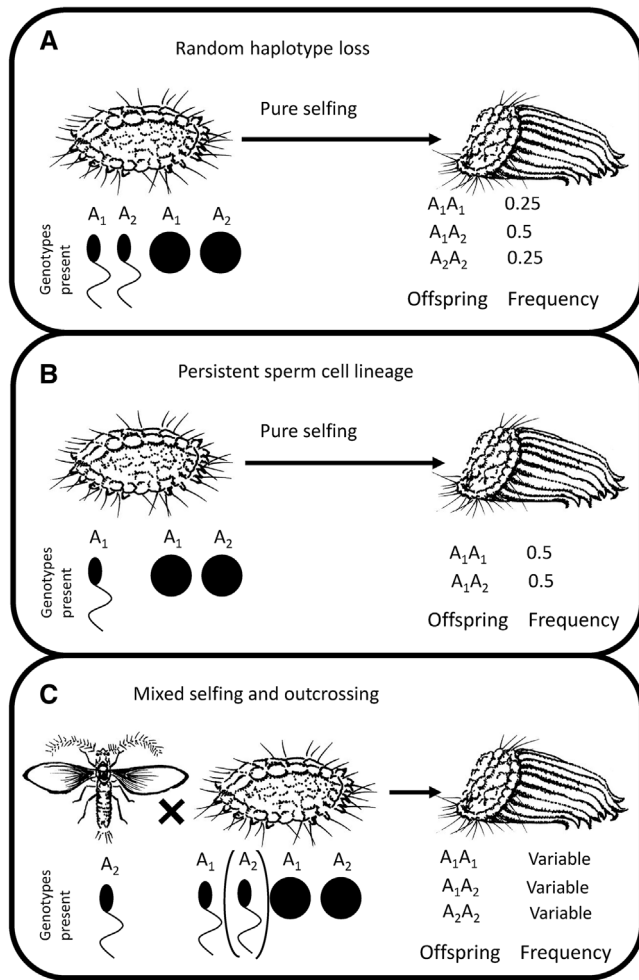 A
Random haplotype loss
Pure selfing
A₁ A₂ A₁ A₂
Genotypes
present
A₁A₁ 0.25
A₁A₂ 0.5
A₂A₂ 0.25
Offspring Frequency
B
Persistent sperm cell lineage
Pure selfing
A₁ A₁ A₂
Genotypes
present
A₁A₁ 0.5
A₁A₂ 0.5
Offspring Frequency
C
Mixed selfing and outcrossing
A₂ A₁ A₂ A₁ A₂
Genotypes
present
A₁A₁ Variable
A₁A₂ Variable
A₂A₂ Variable
Offspring Frequency